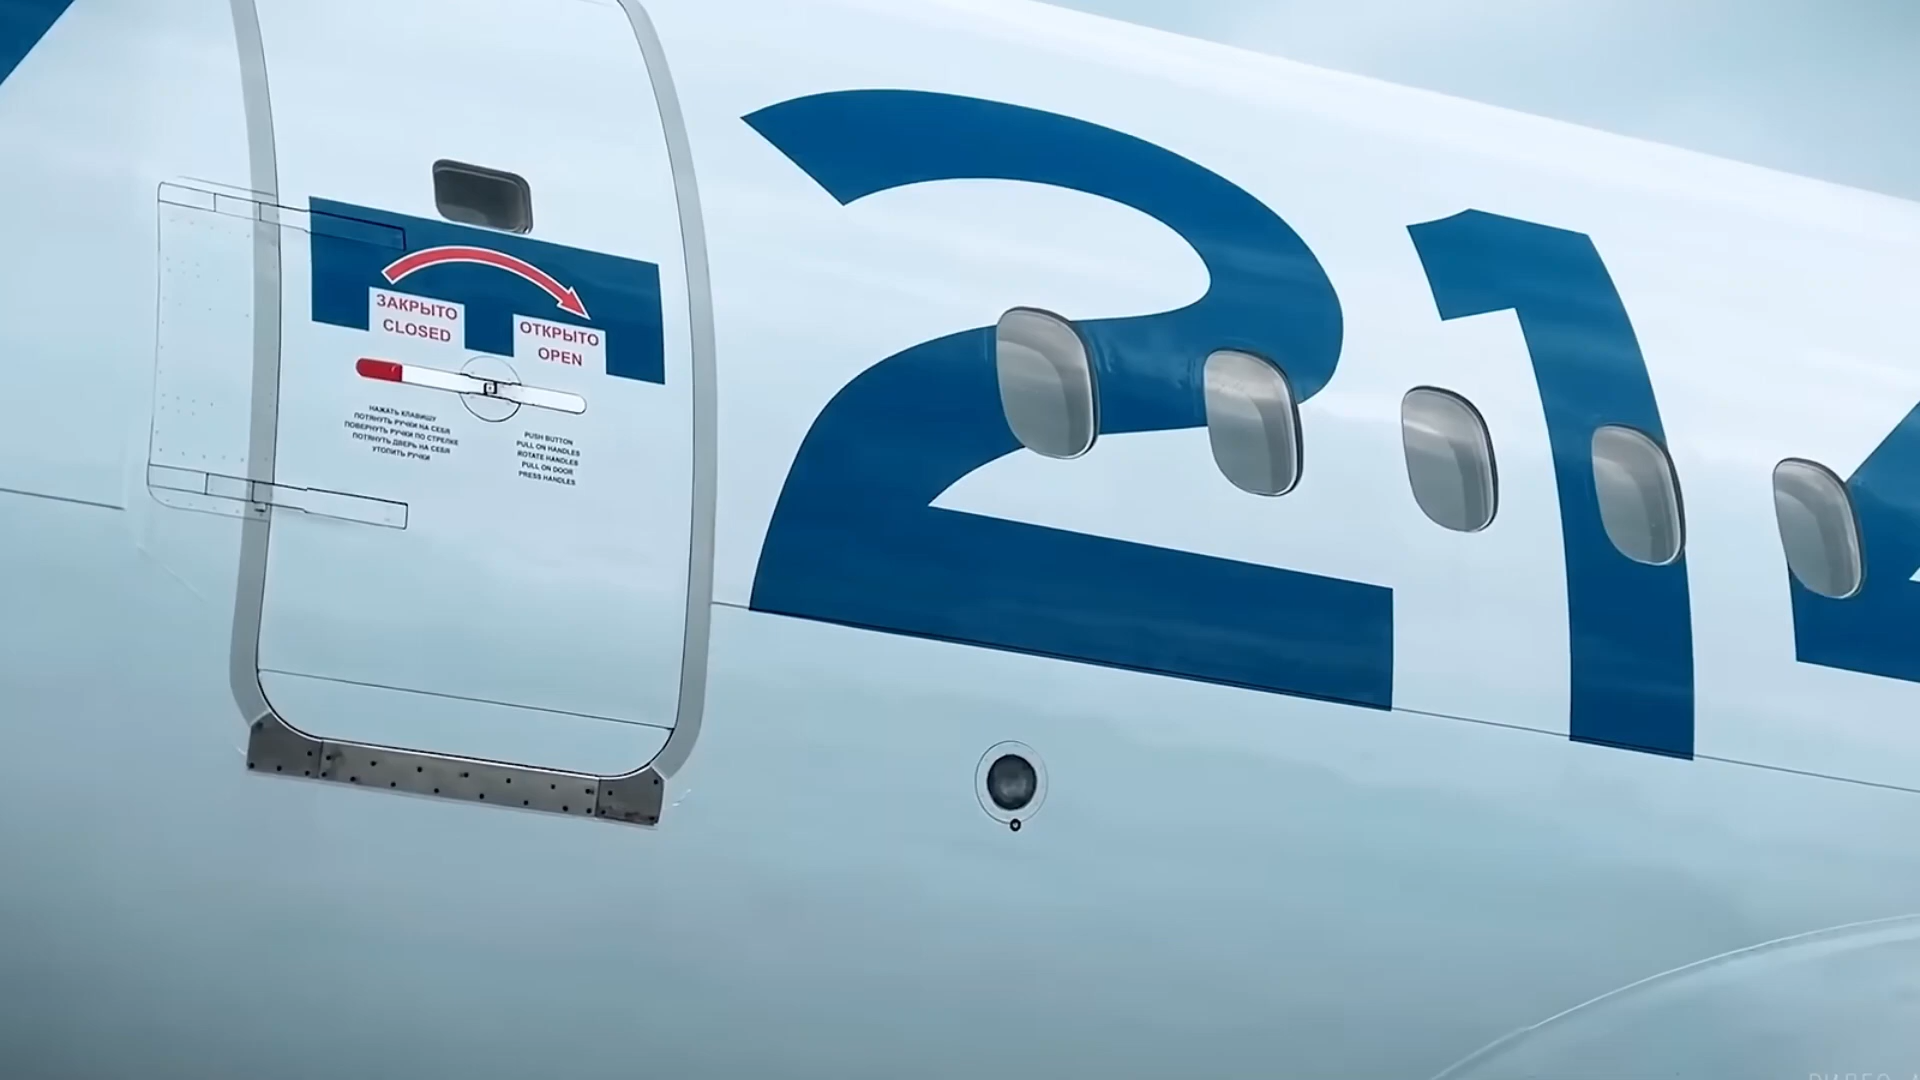 214
ЗАКРЫТО
CLOSED
ОТКРЫТО
OPEN
НАЖАТЬ КЛАВИШУ
ПОТЯНУТЬ РУЧКИ НА СЕБЯ
ПОВЕРНУТЬ РУЧКИ ПО СТРЕЛКЕ
ПОТЯНУТЬ ДВЕРЬ НА СЕБЯ
УТОПИТЬ РУЧКИ
PUSH BUTTON
PULL ON HANDLES
ROTATE HANDLES
PULL ON DOOR
PRESS HANDLES